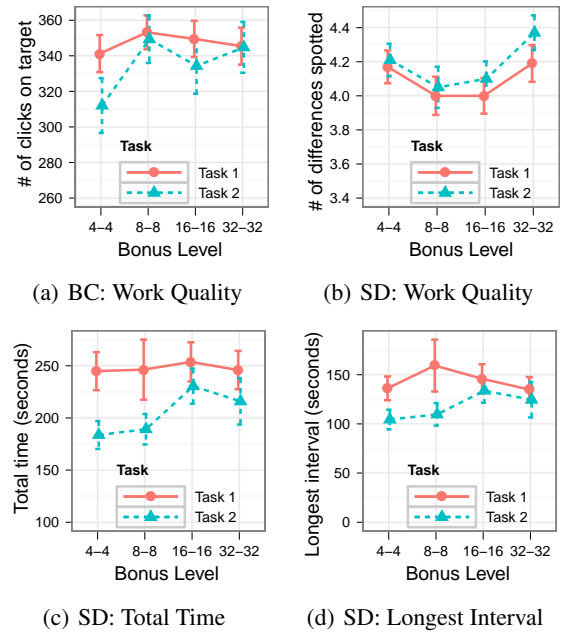 # of clicks on target
360
340
320
300
280
260
Task
Task 1
Task 2
4–4 8–8 16–16 32–32
Bonus Level
(a) BC: Work Quality
# of differences spotted
4.4
4.2
4.0
3.8
3.6
3.4
Task
Task 1
Task 2
4–4 8–8 16–16 32–32
Bonus Level
(b) SD: Work Quality
Total time (seconds)
250
200
150
100
Task
Task 1
Task 2
4–4 8–8 16–16 32–32
Bonus Level
(c) SD: Total Time
Longest interval (seconds)
150
100
50
0
Task
Task 1
Task 2
4–4 8–8 16–16 32–32
Bonus Level
(d) SD: Longest Interval